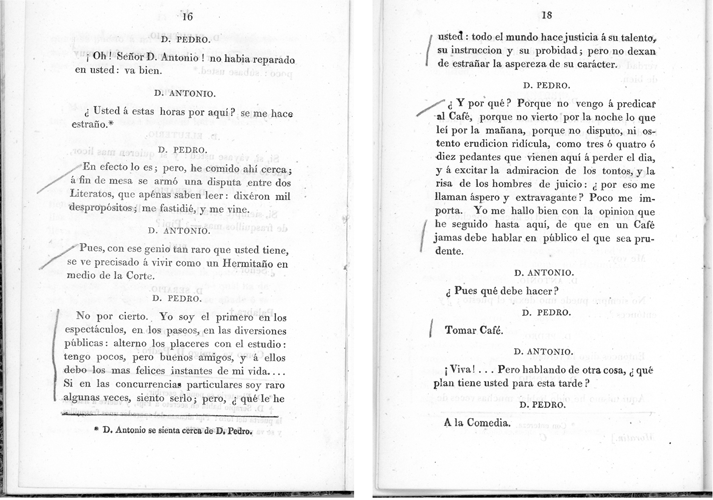 16
D. PEDRO.
¡ Oh! Señor D. Antonio! no habia reparado
en usted: va bien.
D. ANTONIO.
¿ Usted á estas horas por aquí? se me hace
estraño.*
D. PEDRO.
En efecto lo es; pero, he comido ahí cerca;
á fin de mesa se armó una disputa entre dos
Literatos, que apénas saben leer: dixéron mil
despropósitos; me fastidié, y me vine.
D. ANTONIO.
Pues, con ese genio tan raro que usted tiene,
se ve precisado á vivir como un Hermitaño en
medio de la Corte.
D. PEDRO.
No por cierto. Yo soy el primero en los
espectáculos, en los paseos, en las diversiones
públicas: alterno los placeres con el estudio:
tengo pocos, pero buenos amigos, y á ellos
debo los mas felices instantes de mi vida....
Si en las concurrencias particulares soy raro
algunas véces, siento serlo; pero, ¿ qué le he
* D. Antonio se sienta cerca de D. Pedro.
18
usted: todo el mundo hace justicia á su talento,
su instruccion y su probidad; pero no dexan
de estrañar la aspereza de su carácter.
D. PEDRO.
¿ Y por qué? Porque no vengo á predicar
al Café, porque no vierto por la noche lo que
leí por la mañana, porque no disputo, ni os-
tento erudicion ridícula, como tres ó quatro ó
diez pedantes que vienen aquí á perder el dia,
y á excitar la admiracion de los tontos, y la
risa de los hombres de juicio: ¿ por eso me
llaman áspero y extravagante? Poco me im-
porta. Yo me hallo bien con la opinion que
he seguido hasta aquí, de que en un Café
jamas debe hablar en público el que sea pru-
dente.
D. ANTONIO.
¿ Pues qué debe hacer?
D. PEDRO.
Tomar Café.
D. ANTONIO.
¡ Viva!... Pero hablando de otra cosa, ¿ qué
plan tiene usted para esta tarde?
D. PEDRO.
A la Comedia.